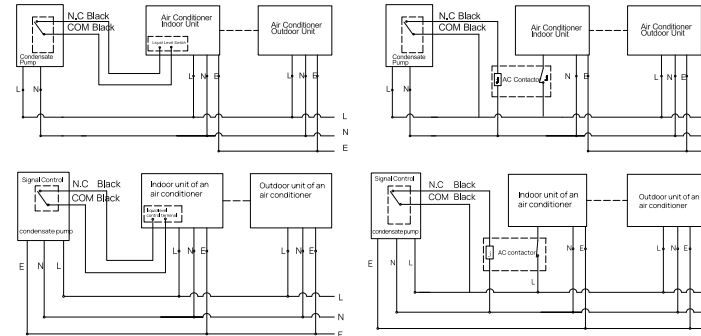 N.C Black
COM Black
Condensate
Pump
L
N
Air Conditioner
Indoor Unit
Liquid Level Switch
L
N
E
Air Conditioner
Outdoor Unit
L
N
E
L
N
E
N.C Black
COM Black
Condensate
Pump
L
N
Air Conditioner
Indoor Unit
AC Contactor
N
E
Air Conditioner
Outdoor Unit
L
N
E
Signal Control
N.C Black
COM Black
condensate pump
E
N
L
Indoor unit of an
air conditioner
control terminal
L
N
E
Outdoor unit of an
air conditioner
L
N
E
L
N
E
Signal Control
N.C Black
COM Black
condensate pump
E
N
L
Indoor unit of an
air conditioner
AC contactor
L
N
E
Outdoor unit of an
air conditioner
L
N
E